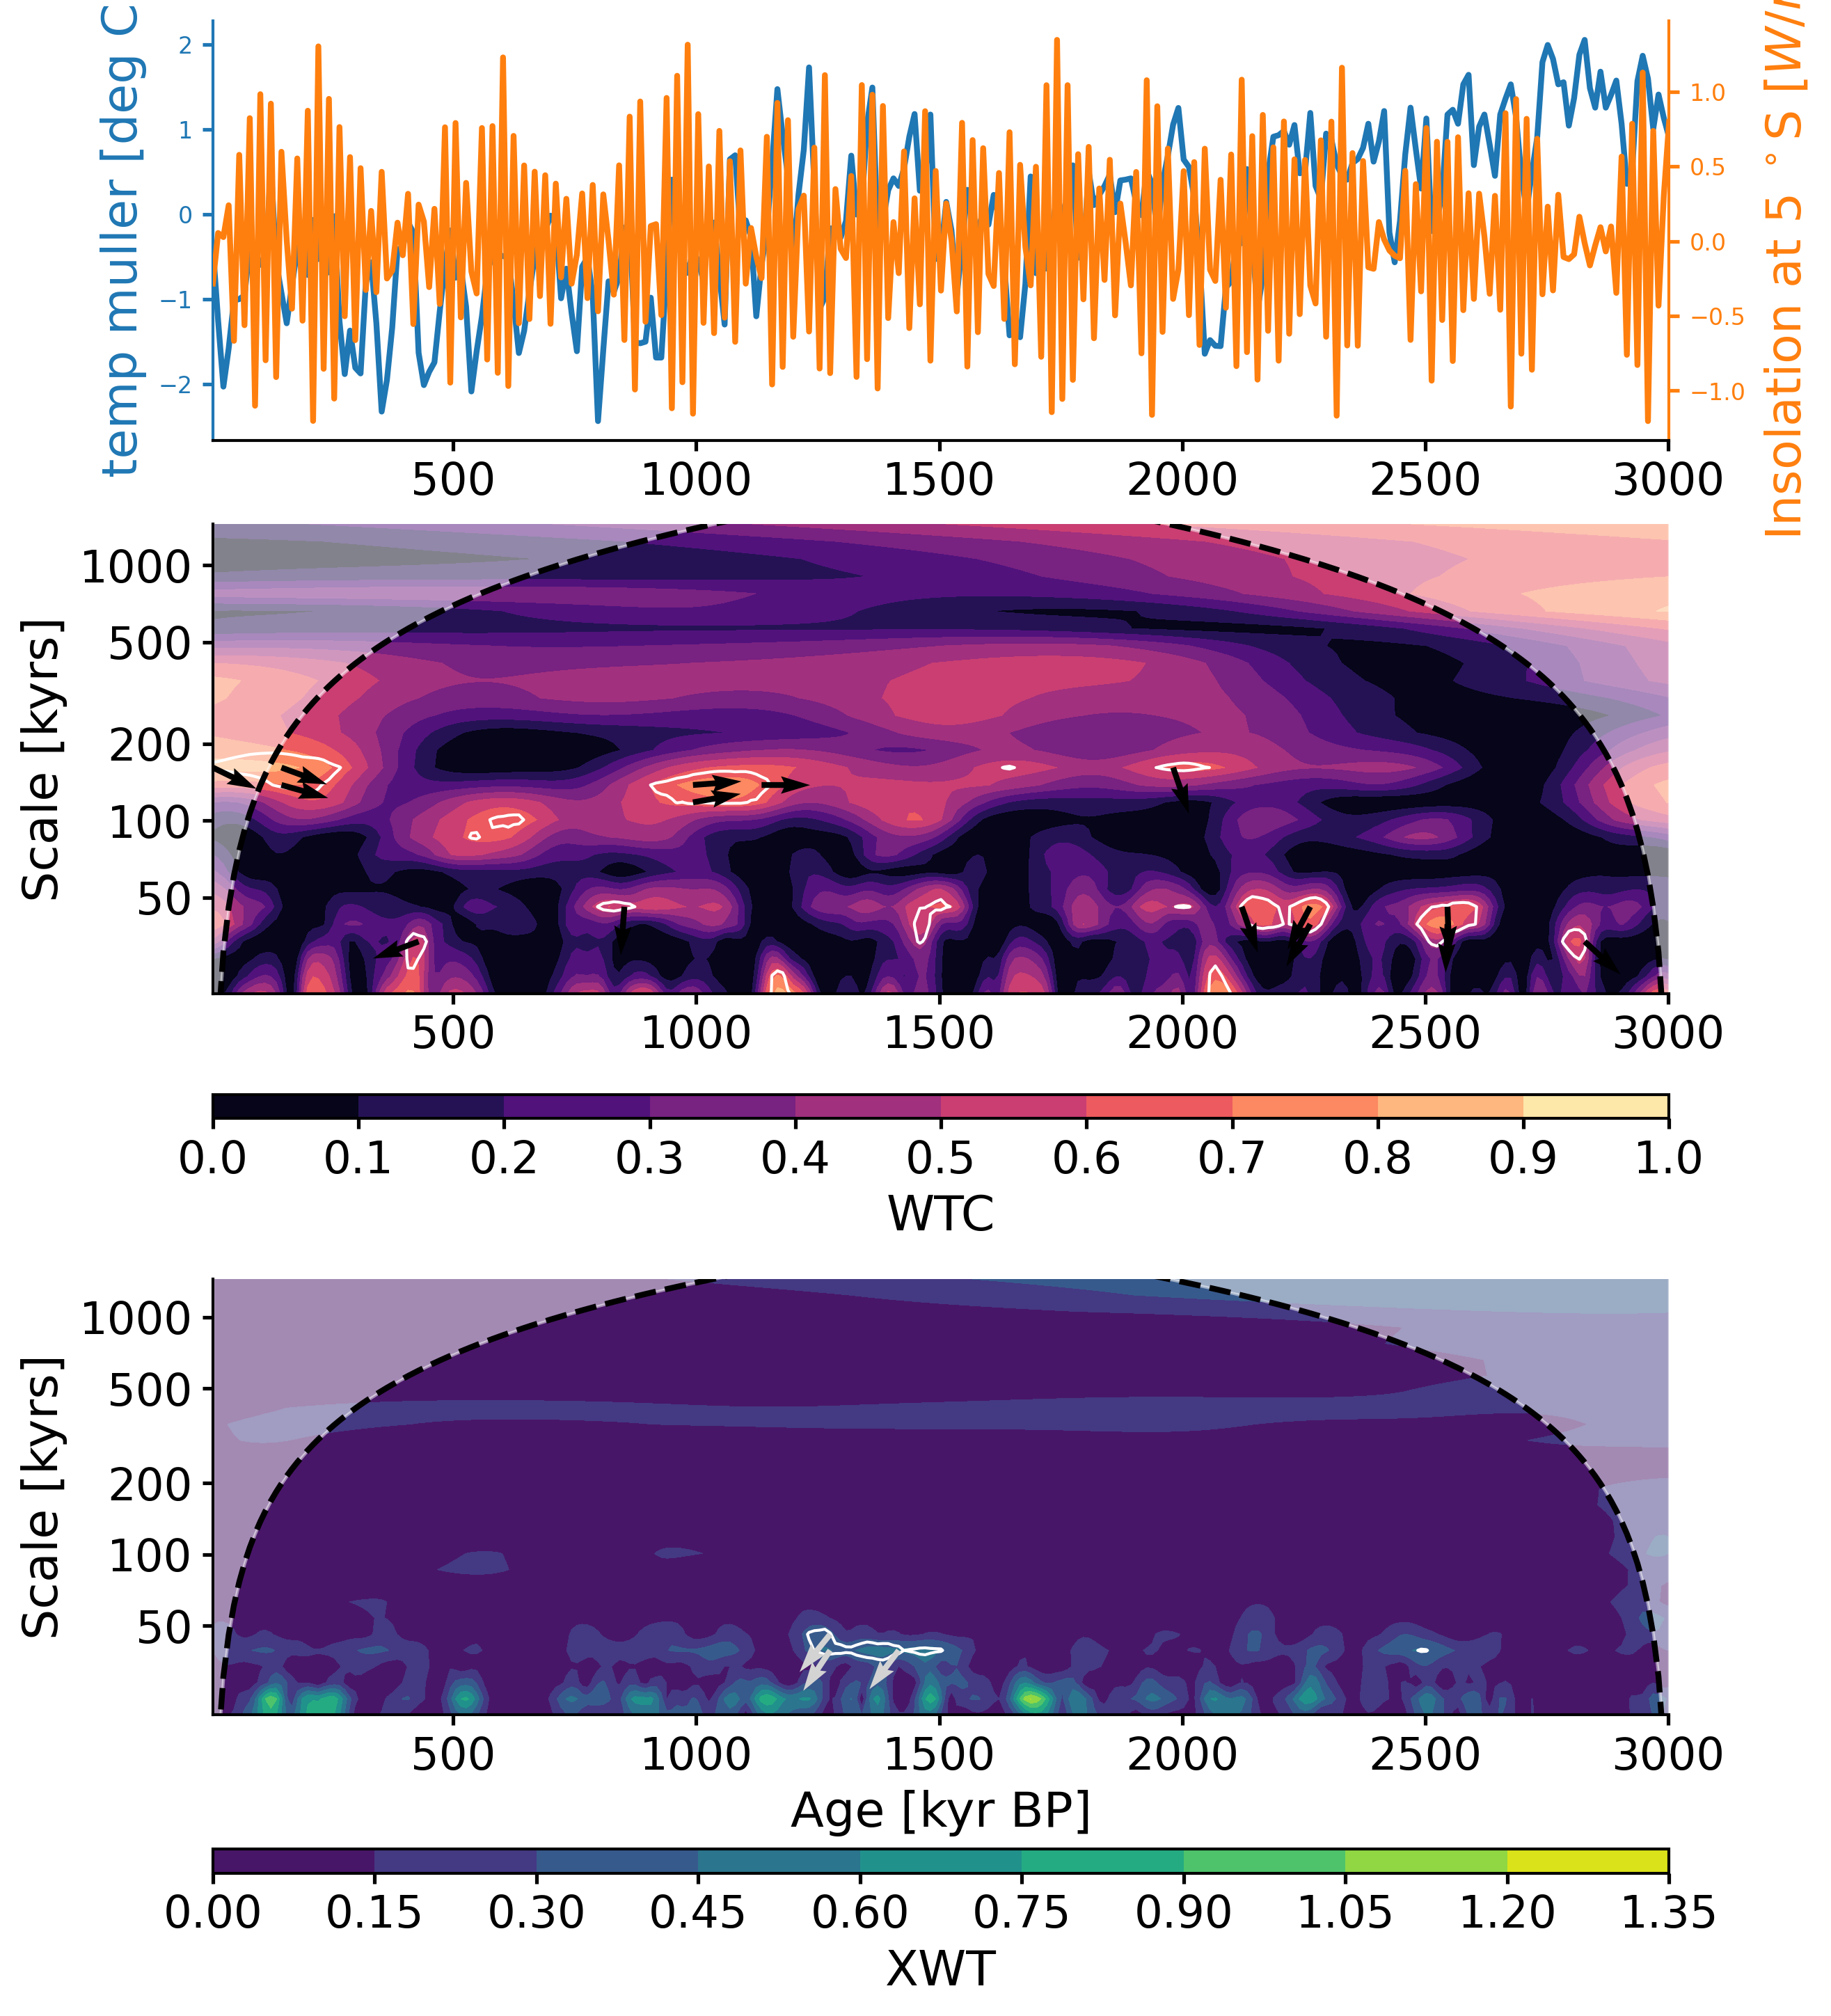 temp muller [deg C
2
1
0
−1
−2
1.0
0.5
0.0
−0.5
−1.0
Insolation at 5 °S [W/
500 1000 1500 2000 2500 3000
Scale [kyrs]
1000
500
200
100
50
500 1000 1500 2000 2500 3000
0.0 0.1 0.2 0.3 0.4 0.5 0.6 0.7 0.8 0.9 1.0
WTC
Scale [kyrs]
1000
500
200
100
50
500 1000 1500 2000 2500 3000
Age [kyr BP]
0.00 0.15 0.30 0.45 0.60 0.75 0.90 1.05 1.20 1.35
XWT